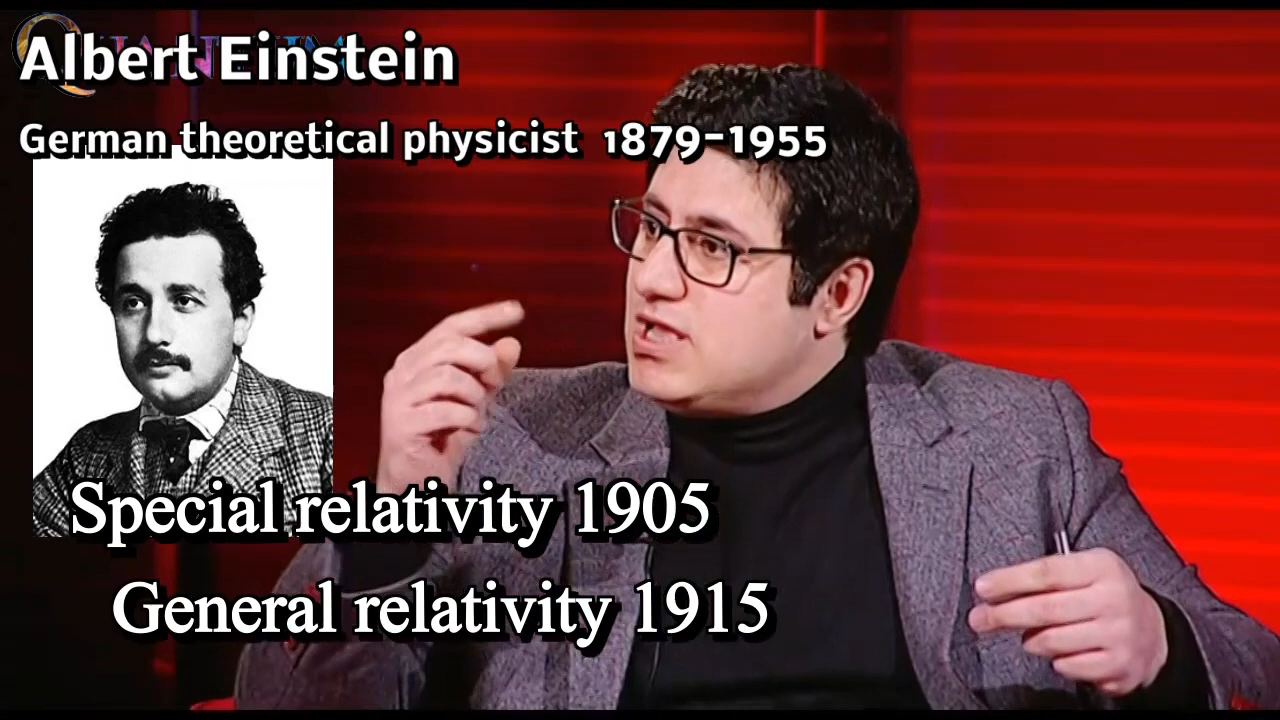 Albert Einstein
German theoretical physicist 1879-1955
Special relativity 1905
General relativity 1915